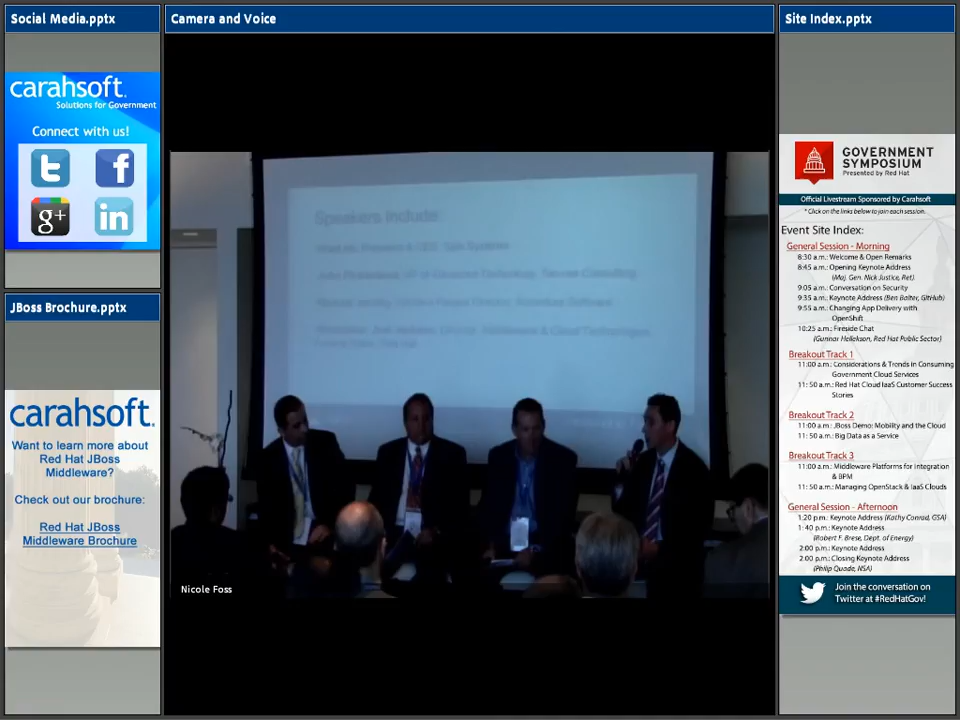 Social Media.pptx
carahsoft.
Solutions for Government
Connect with us!
t
f
g+
in
JBoss Brochure.pptx
carahsoft.
Want to learn more about
Red Hat JBoss
Middleware?
Check out our brochure:
Red Hat JBoss
Middleware Brochure
Camera and Voice
Speakers Include:
Nicole Foss
Site Index.pptx
GOVERNMENT
SYMPOSIUM
Presented by Red Hat
Official Livestream Sponsored by Carahsoft
* Click on the links below to join each session.
Event Site Index:
General Session - Morning
8:30 a.m.: Welcome & Open Remarks
8:45 a.m.: Opening Keynote Address
(Maj. Gen. Nick Justice, Ret)
9:05 a.m.: Conversation on Security
9:35 a.m.: Keynote Address (Ben Balter, GitHub)
9:55 a.m.: Changing App Delivery with
OpenShift
10:25 a.m.: Fireside Chat
(Gunnar Hellekson, Red Hat Public Sector)
Breakout Track 1
11:00 a.m.: Considerations & Trends in Consuming
Government Cloud Services
11: 50 a.m.: Red Hat Cloud IaaS Customer Success
Stories
Breakout Track 2
11:00 a.m.: JBoss Demo: Mobility and the Cloud
11: 50 a.m.: Big Data as a Service
Breakout Track 3
11:00 a.m.: Middleware Platforms for Integration
& BPM
11: 50 a.m.: Managing OpenStack & IaaS Clouds
General Session - Afternoon
1:20 p.m.: Keynote Address (Kathy Conrad, GSA)
1: 40 p.m.: Keynote Address
(Robert F. Brese, Dept. of Energy)
2:00 p.m.: Keynote Address
2:00 p.m.: Closing Keynote Address
(Philip Quade, NSA)
Join the conversation on
Twitter at #RedHatGov!